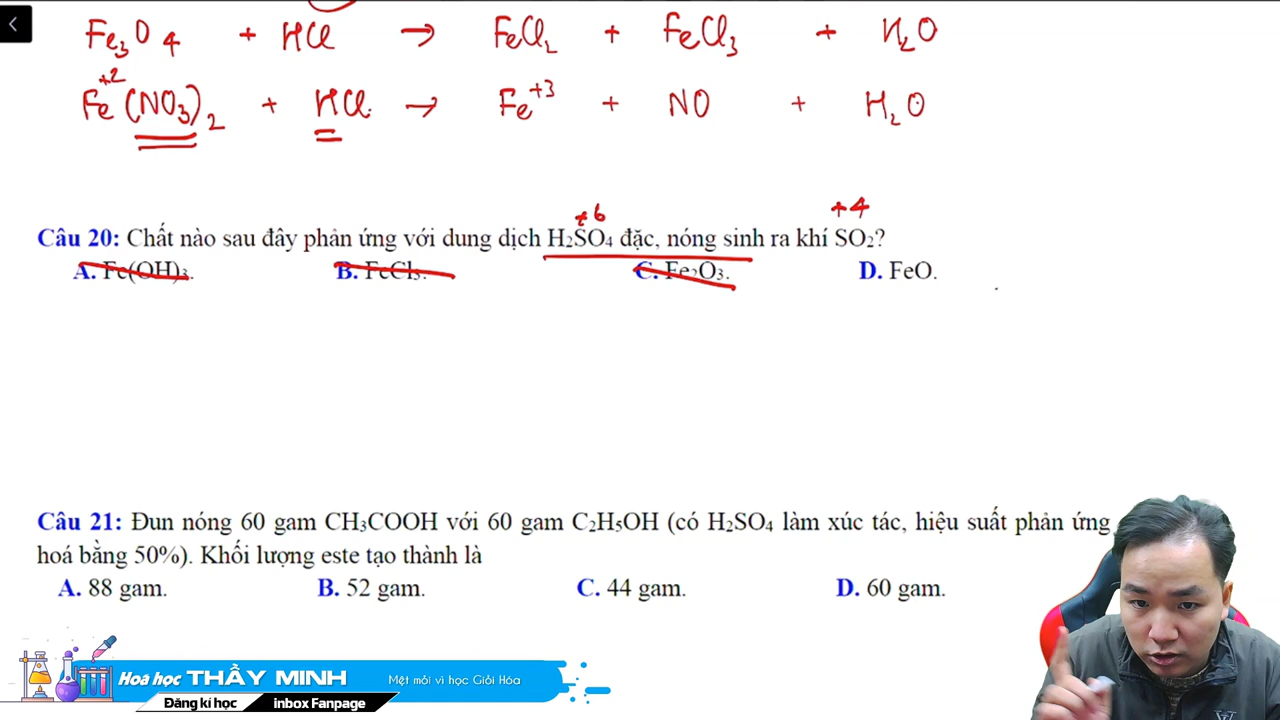 Fe₃O₄ + HCl → FeCl₂ + FeCl₃ + H₂O
+2
Fe(NO₃)₂ + HCl → Fe⁺³ + NO + H₂O
+6 +4
Câu 20: Chất nào sau đây phản ứng với dung dịch H₂SO₄ đặc, nóng sinh ra khí SO₂?
A. Fe(OH)₃. B. FeCl₃. C. Fe₂O₃. D. FeO.
Câu 21: Đun nóng 60 gam CH₃COOH với 60 gam C₂H₅OH (có H₂SO₄ làm xúc tác, hiệu suất phản ứng
hoá bằng 50%). Khối lượng este tạo thành là
A. 88 gam. B. 52 gam. C. 44 gam. D. 60 gam.
Hoá học THẦY MINH Mệt mỏi vì học Giỏi Hóa
Đăng kí học inbox Fanpage